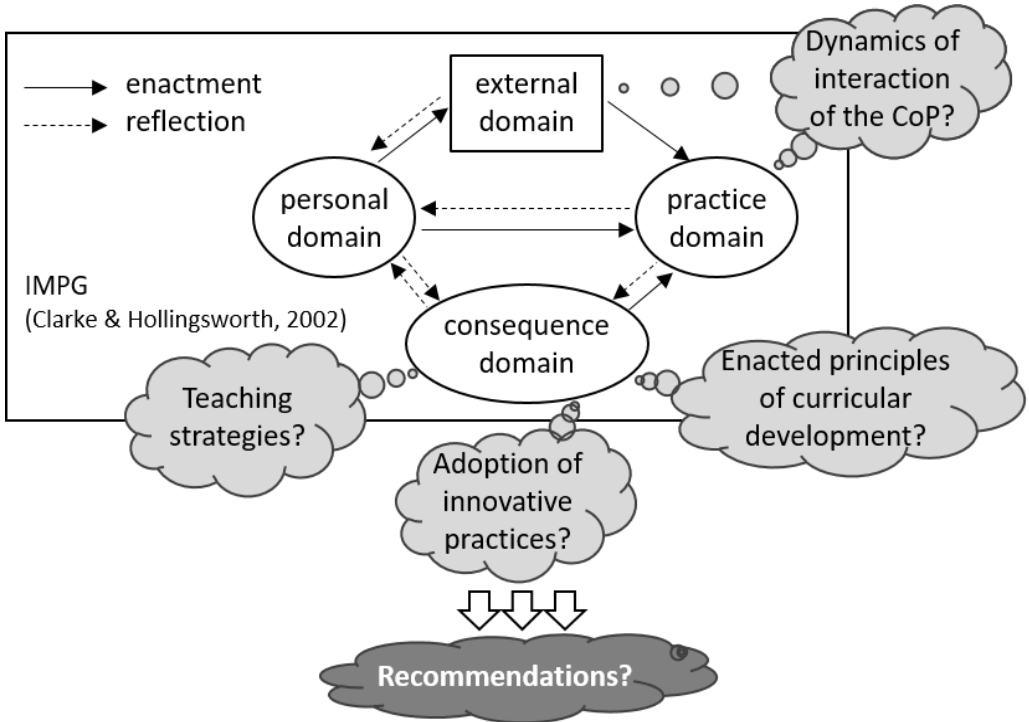 enactment
reflection
external
domain
Dynamics of
interaction
of the CoP?
personal
domain
practice
domain
IMPG
(Clarke & Hollingsworth, 2002)
consequence
domain
Teaching
strategies?
Enacted principles
of curricular
development?
Adoption of
innovative
practices?
Recommendations?